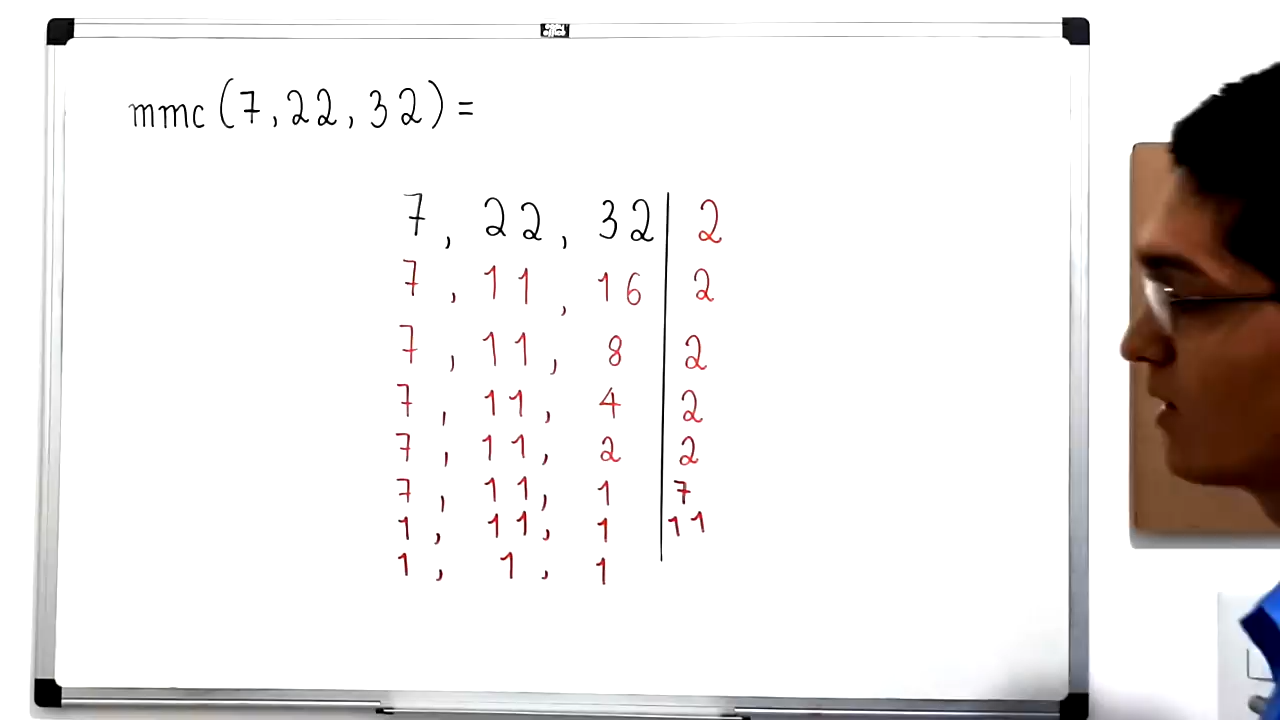 mmc (7, 22, 32) =
7, 22, 32 | 2
7, 11, 16 | 2
7, 11, 8 | 2
7, 11, 4 | 2
7, 11, 2 | 2
7, 11, 1 | 7
1, 11, 1 | 11
1, 1, 1